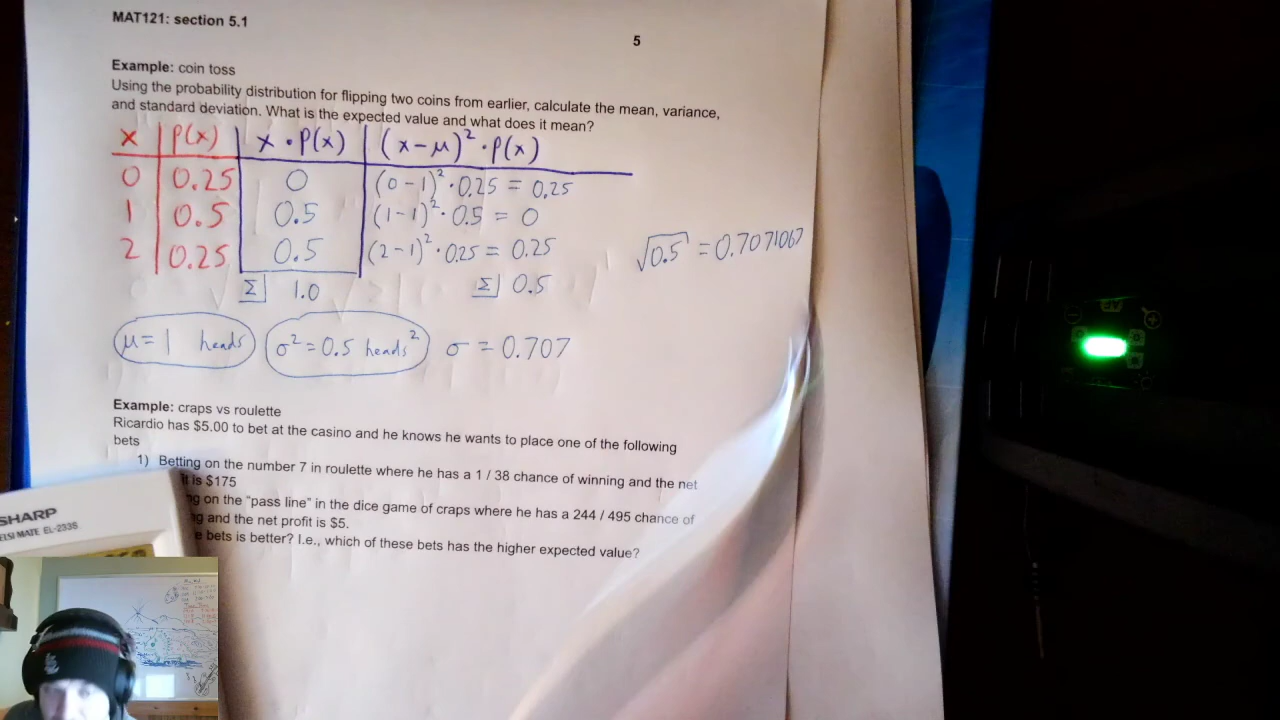 MAT121: section 5.1
5
Example: coin toss
Using the probability distribution for flipping two coins from earlier, calculate the mean, variance,
and standard deviation. What is the expected value and what does it mean?
x P(x) x • P(x) (x-μ)² • P(x)
0 0.25 0 (0-1)² • 0.25 = 0.25
1 0.5 0.5 (1-1)² • 0.5 = 0
2 0.25 0.5 (2-1)² • 0.25 = 0.25
Σ 1.0 Σ 0.5
√0.5 = 0.7071067
μ = 1 heads σ² = 0.5 heads² σ = 0.707
Example: craps vs roulette
Ricardio has $5.00 to bet at the casino and he knows he wants to place one of the following
bets
1) Betting on the number 7 in roulette where he has a 1 / 38 chance of winning and the net
is $175
on the "pass line" in the dice game of craps where he has a 244 / 495 chance of
and the net profit is $5.
bets is better? I.e., which of these bets has the higher expected value?
SHARP
ELSI MATE EL-233S